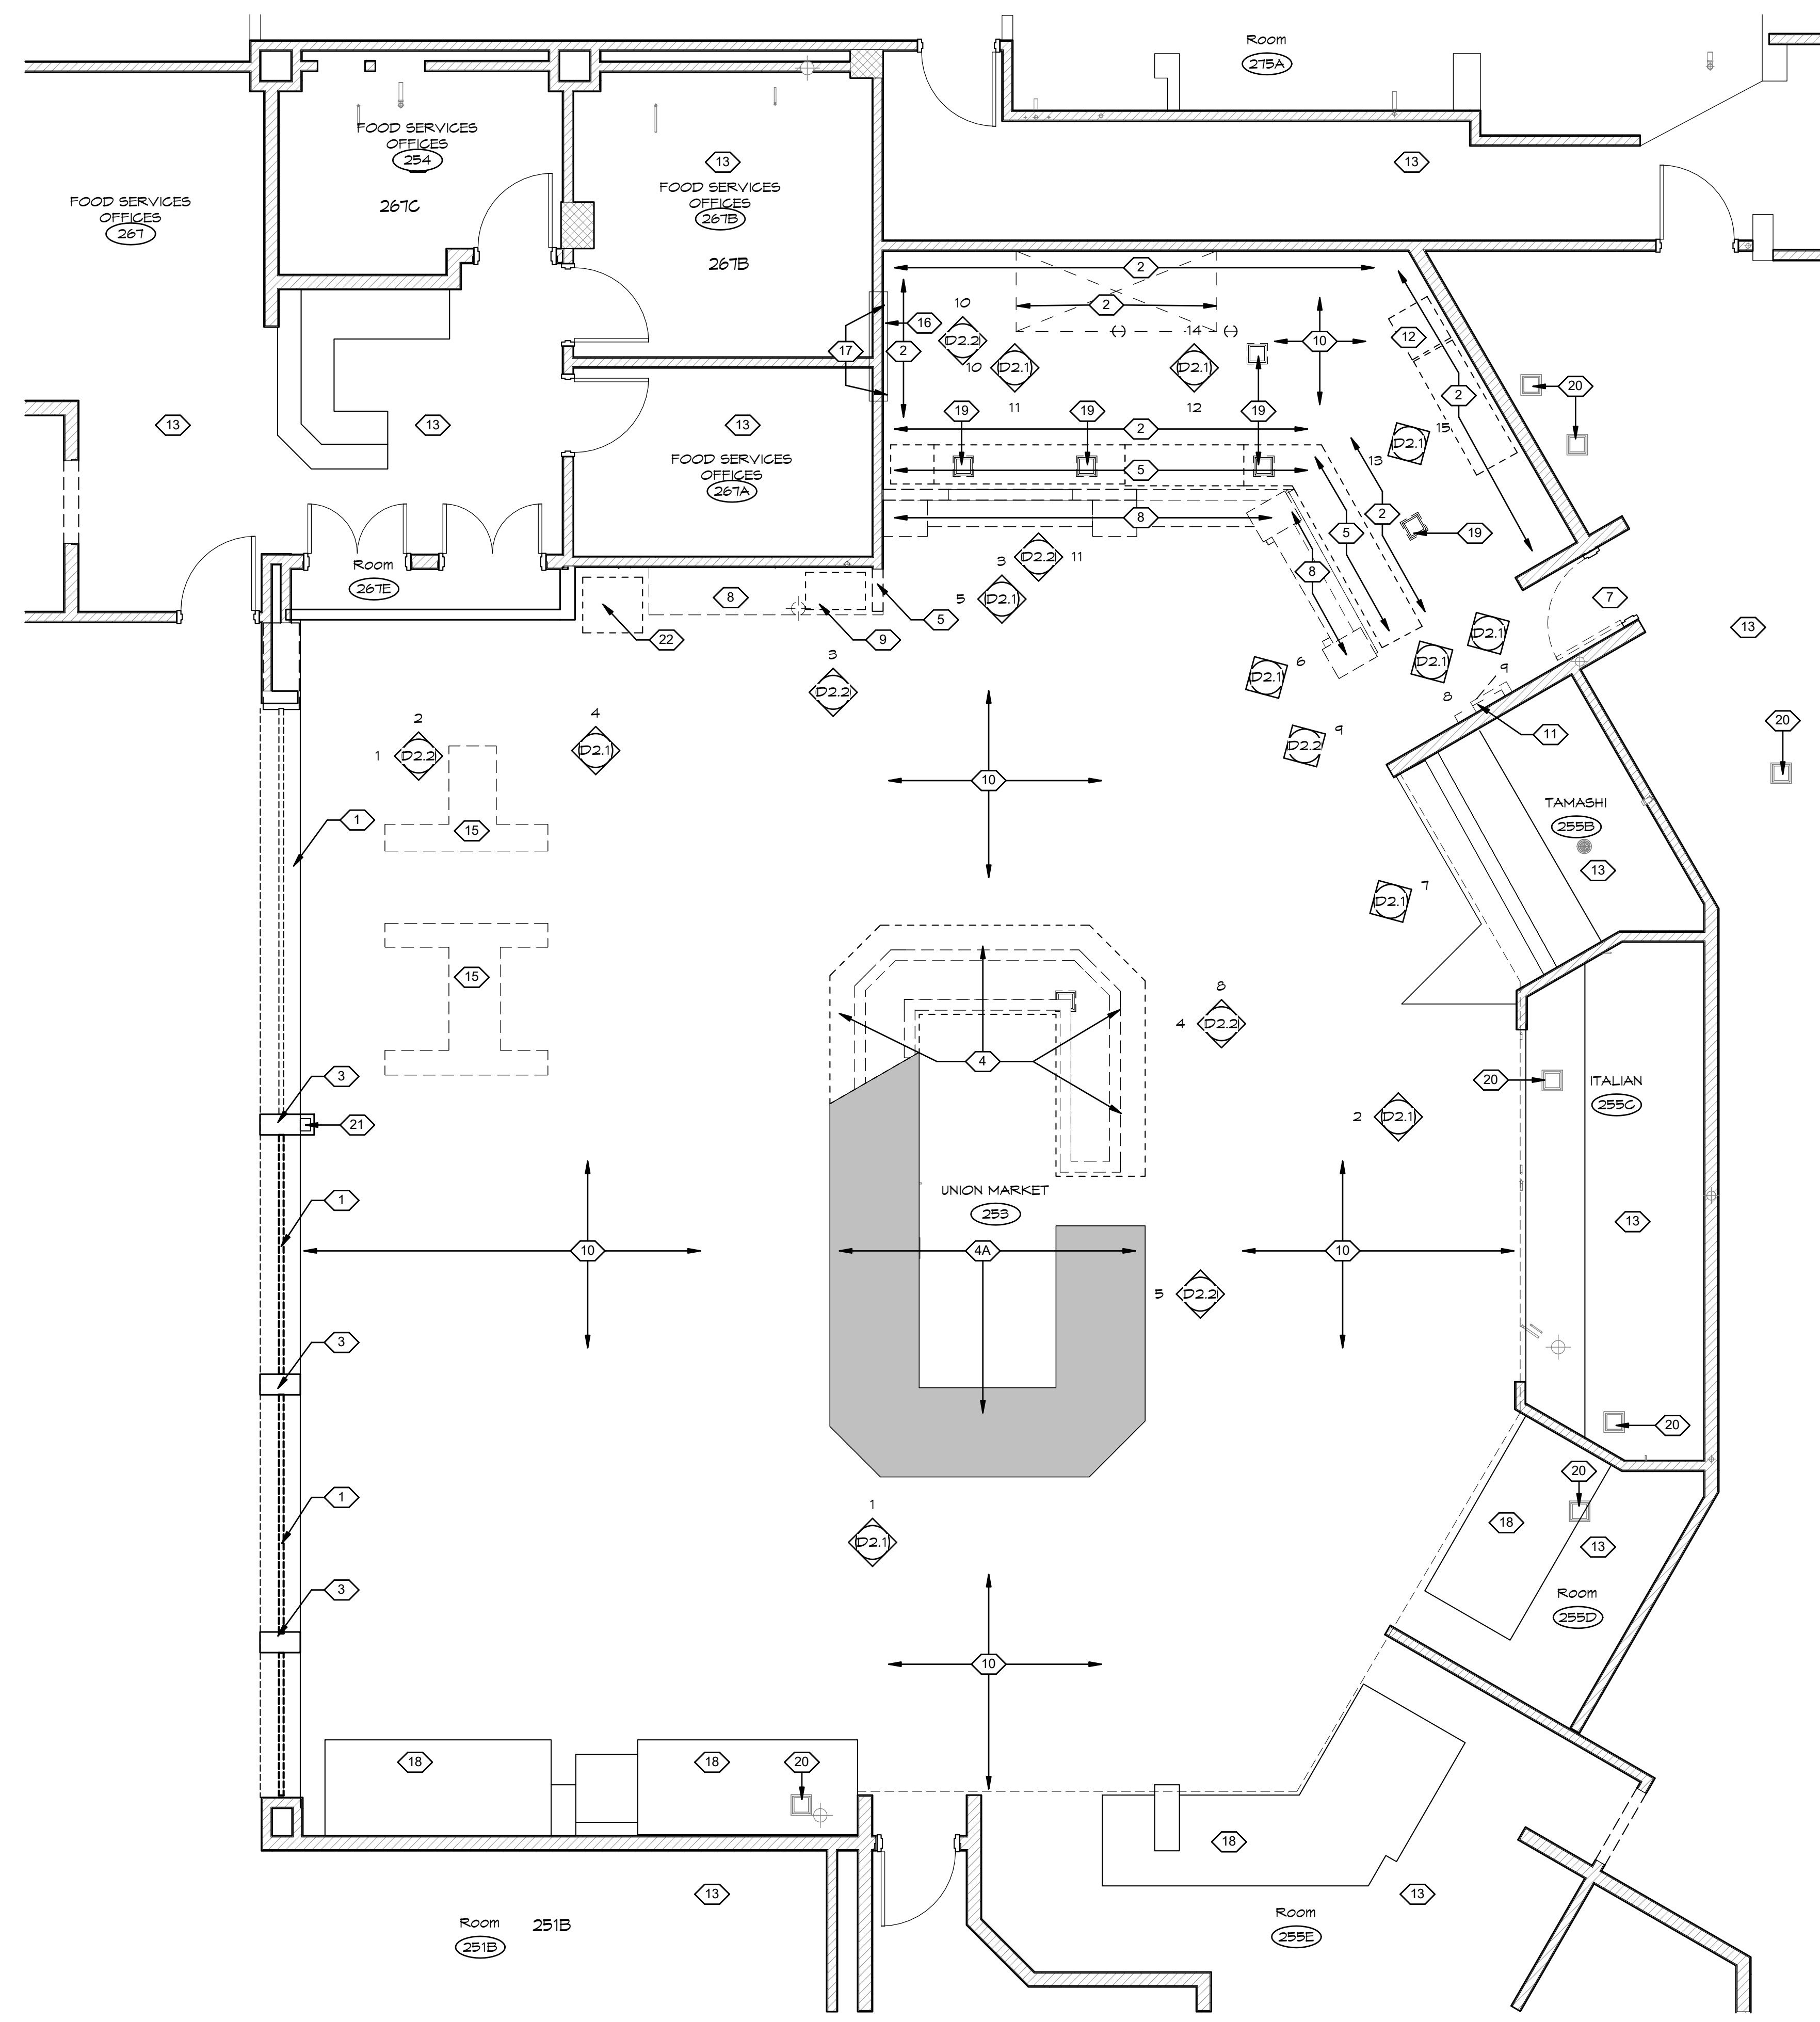 Room
275A
FOOD SERVICES
OFFICES
254
267C
13
FOOD SERVICES
OFFICES
267B
267B
13
FOOD SERVICES
OFFICES
267
2
2
10
16
14
12
17
2
D2.2
10
D2.1
D2.1
10
20
2
11
12
13
13
13
19
19
19
2
15
D2.1
13
FOOD SERVICES
OFFICES
267A
5
8
2
5
19
Room
267E
3
D2.2
11
8
8
5
D2.1
7
5
13
22
9
D2.1
3
6
D2.1
D2.1
9
D2.2
8
2
4
9
D2.2
11
20
1
D2.2
D2.1
10
TAMASHI
255B
1
15
13
7
D2.1
15
8
4
D2.2
4
3
20
ITALIAN
255C
21
2
D2.1
UNION MARKET
253
1
13
10
4A
10
5
D2.2
3
20
20
1
1
18
D2.1
13
3
Room
255D
10
18
18
20
18
13
13
Room
251B
251B
Room
255E